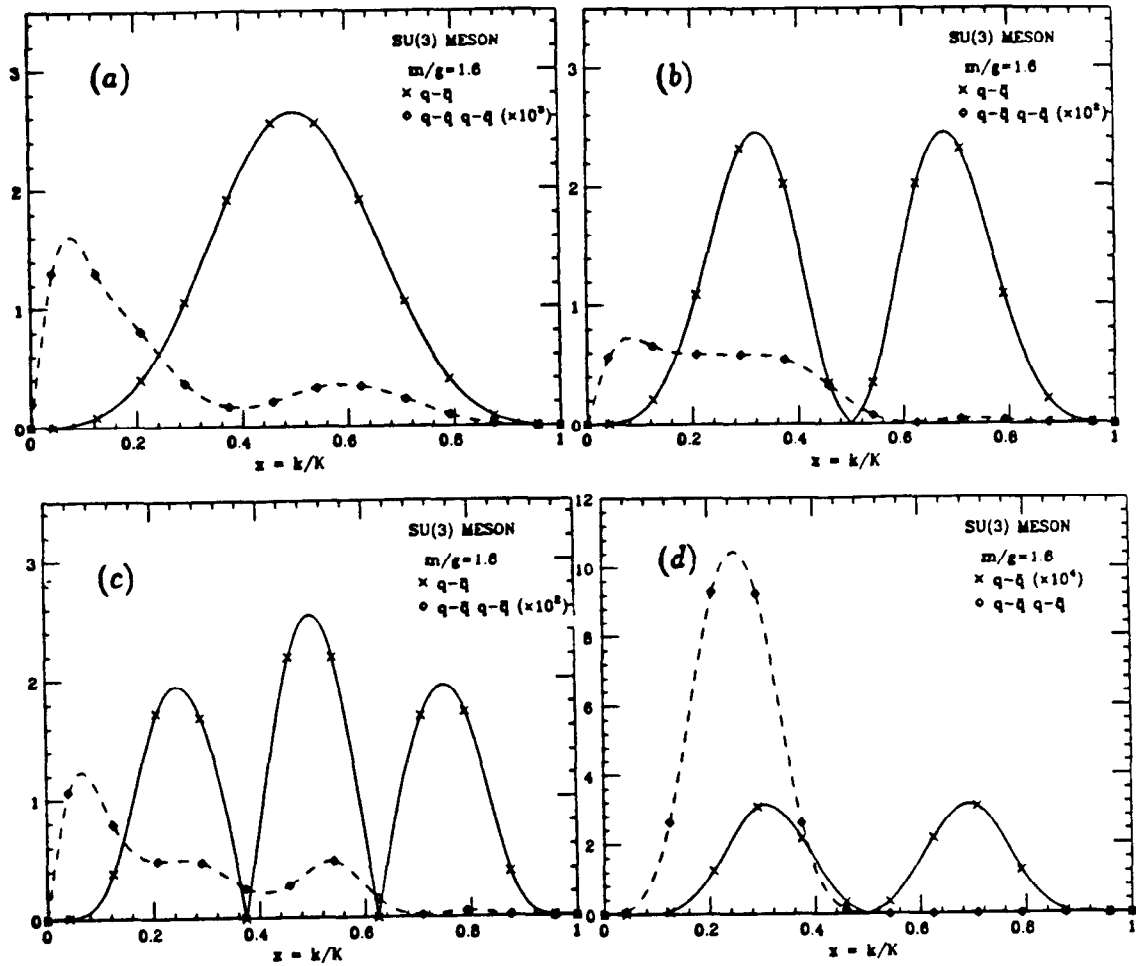 SU(3) MESON
(a)
m/g=1.6
× q-q̄
◇ q-q̄ q-q̄ (×10³)
3
2
1
0
0 0.2 0.4 0.6 0.8 1
x = k/K
SU(3) MESON
(b)
m/g=1.6
× q-q̄
◇ q-q̄ q-q̄ (×10²)
3
2
1
0
0 0.2 0.4 0.6 0.8 1
x = k/K
SU(3) MESON
(c)
m/g=1.6
× q-q̄
◇ q-q̄ q-q̄ (×10²)
3
2
1
0
0 0.2 0.4 0.6 0.8 1
x = k/K
SU(3) MESON
(d)
m/g=1.6
× q-q̄ (×10⁴)
◇ q-q̄ q-q̄
12
10
8
6
4
2
0
0 0.2 0.4 0.6 0.8 1
x = k/K